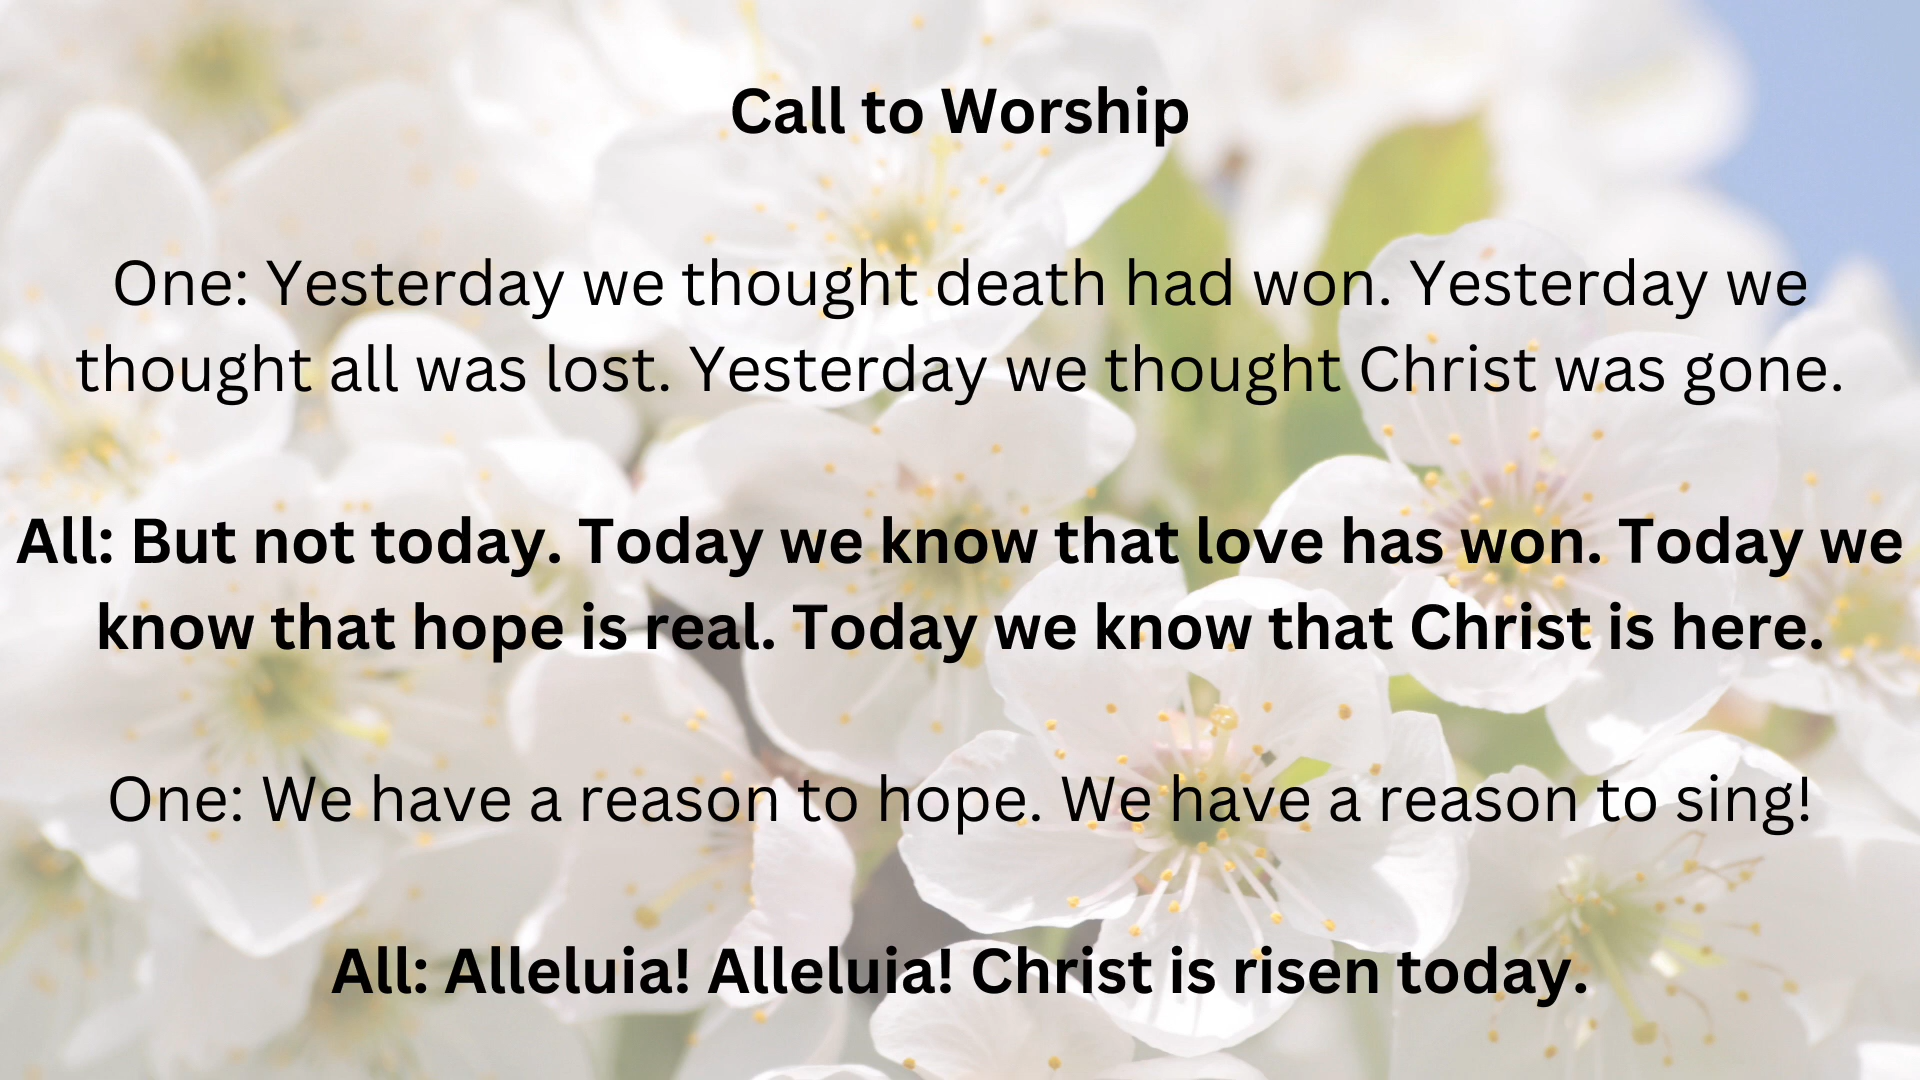 Call to Worship
One: Yesterday we thought death had won. Yesterday we
thought all was lost. Yesterday we thought Christ was gone.
All: But not today. Today we know that love has won. Today we
know that hope is real. Today we know that Christ is here.
One: We have a reason to hope. We have a reason to sing!
All: Alleluia! Alleluia! Christ is risen today.